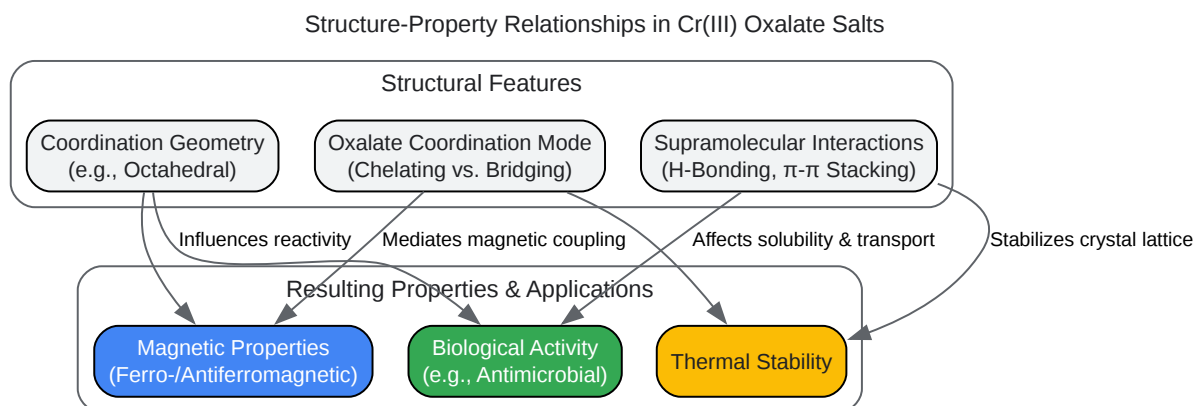 Structure-Property Relationships in Cr(III) Oxalate Salts
Structural Features
Coordination Geometry
(e.g., Octahedral)
Oxalate Coordination Mode
(Chelating vs. Bridging)
Supramolecular Interactions
(H-Bonding, π-π Stacking)
Influences reactivity
Mediates magnetic coupling
Affects solubility & transport
Stabilizes crystal lattice
Resulting Properties & Applications
Magnetic Properties
(Ferro-/Antiferromagnetic)
Biological Activity
(e.g., Antimicrobial)
Thermal Stability